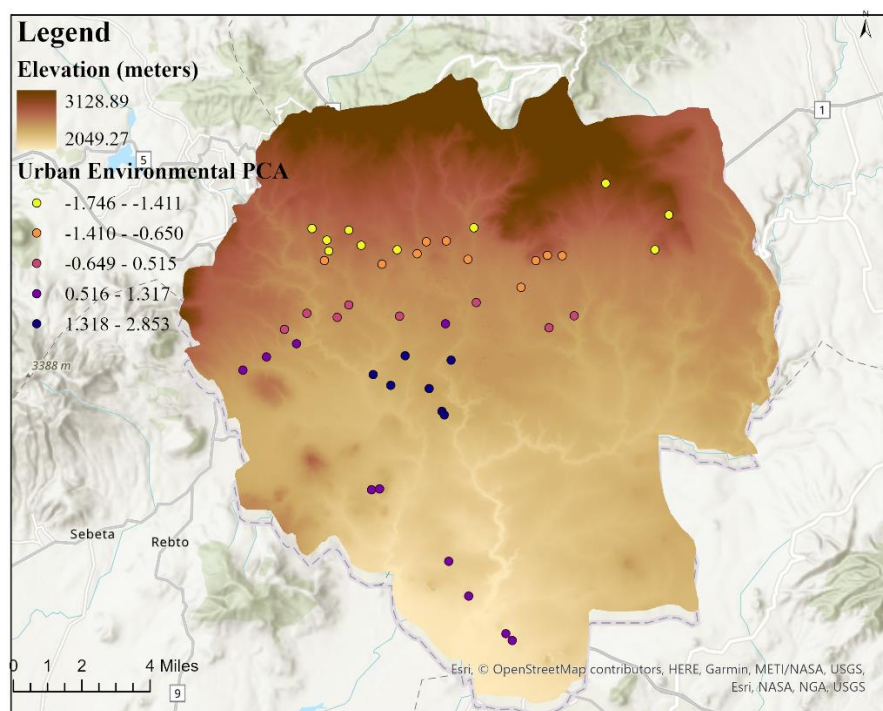 Legend
Elevation (meters)
3128.89
2049.27
Urban Environmental PCA
-1.746 - -1.411
-1.410 - -0.650
-0.649 - 0.515
0.516 - 1.317
1.318 - 2.853
N
1
5
3388 m
Sebeta
Rebto
0 1 2 4 Miles
9
Esri, © OpenStreetMap contributors, HERE, Garmin, METI/NASA, USGS,
Esri, NASA, NGA, USGS